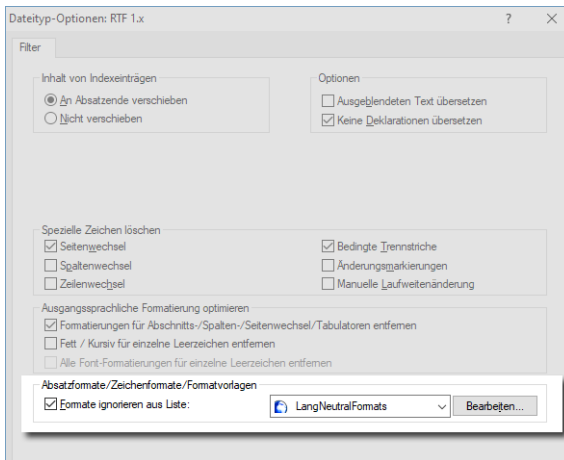 Dateityp-Optionen: RTF 1.x
Filter
Inhalt von Indexeinträgen
An Absatzende verschieben
Nicht verschieben
Optionen
Ausgeblendeten Text übersetzen
Keine Deklarationen übersetzen
Spezielle Zeichen löschen
Seitenwechsel
Spaltenwechsel
Zeilenwechsel
Bedingte Trennstriche
Änderungsmarkierungen
Manuelle Laufweitenänderung
Ausgangssprachliche Formatierung optimieren
Formatierungen für Abschnitts-/Spalten-/Seitenwechsel/Tabulatoren entfernen
Fett / Kursiv für einzelne Leerzeichen entfernen
Alle Font-Formatierungen für einzelne Leerzeichen entfernen
Absatzformate/Zeichenformate/Formatvorlagen
Formate ignorieren aus Liste: LangNeutralFormats Bearbeiten...